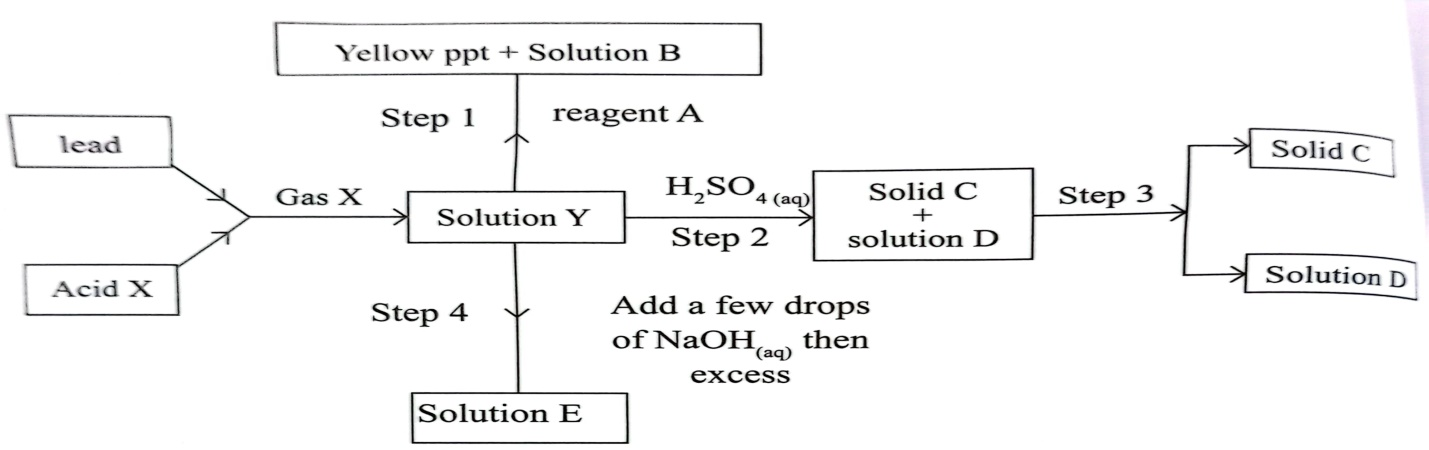 Yellow ppt + Solution B
Step 1
reagent A
lead
Gas X
Acid X
Solution Y
H₂SO₄ (aq)
Step 2
Solid C
+
solution D
Step 3
Solid C
Solution D
Step 4
Add a few drops
of NaOH(aq) then
excess
Solution E